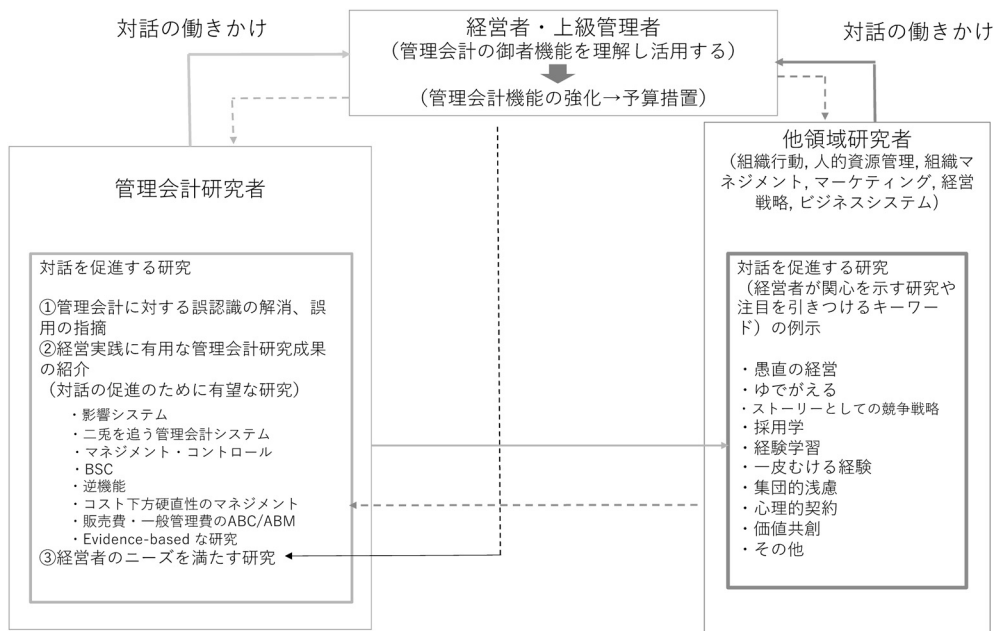 対話の働きかけ
経営者・上級管理者
(管理会計の御者機能を理解し活用する)
(管理会計機能の強化→予算措置)
対話の働きかけ
管理会計研究者
対話を促進する研究
①管理会計に対する誤認識の解消、誤
用の指摘
②経営実践に有用な管理会計研究成果
の紹介
(対話の促進のために有望な研究)
・影響システム
・二兎を追う管理会計システム
・マネジメント・コントロール
・BSC
・逆機能
・コスト下方硬直性のマネジメント
・販売費・一般管理費のABC/ABM
・Evidence-based な研究
③経営者のニーズを満たす研究
他領域研究者
(組織行動, 人的資源管理, 組織マ
ネジメント, マーケティング, 経営
戦略, ビジネスシステム)
対話を促進する研究
(経営者が関心を示す研究や
注目を引きつけるキーワー
ド)の例示
・愚直の経営
・ゆでがえる
・ストーリーとしての競争戦略
・採用学
・経験学習
・一皮むける経験
・集団的浅慮
・心理的契約
・価値共創
・その他